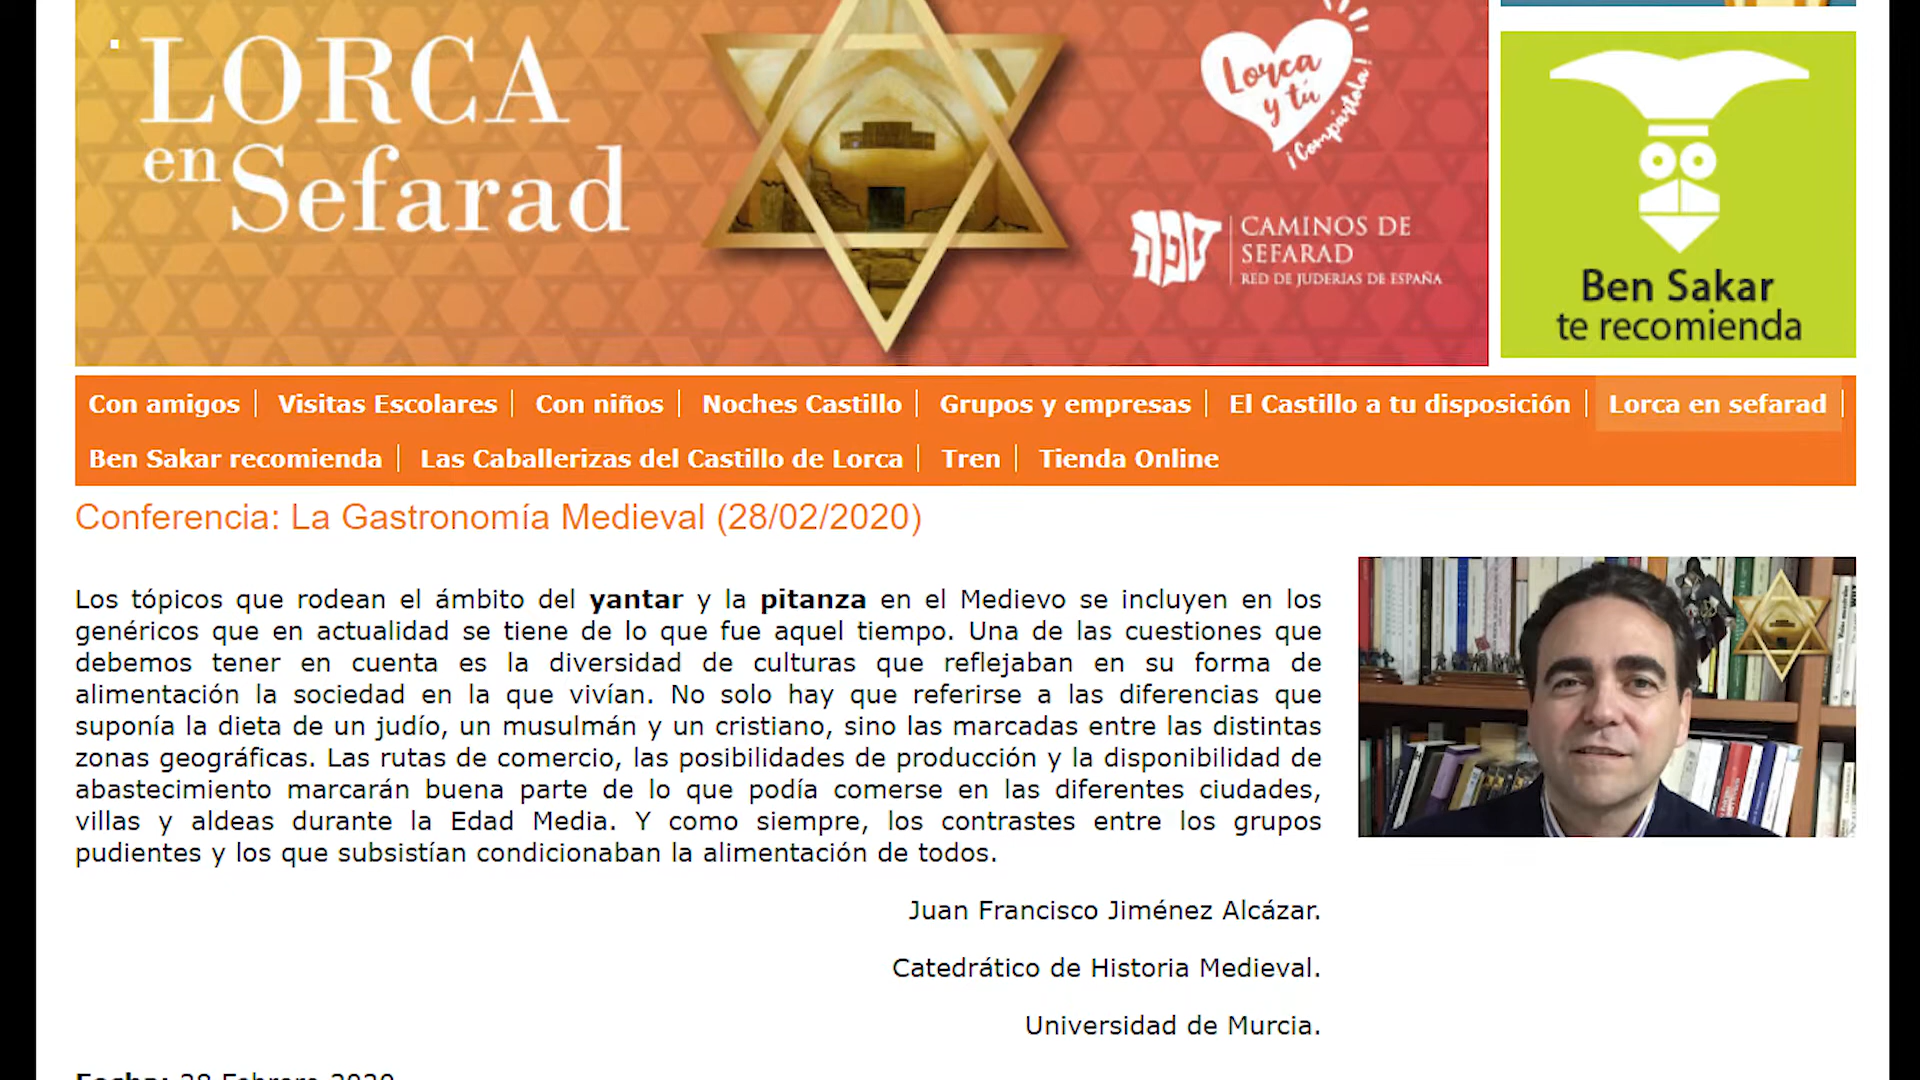 LORCA
en Sefarad
Lorca
y tú
¡Compártela!
CAMINOS DE
SEFARAD
RED DE JUDERIAS DE ESPAÑA
Ben Sakar
te recomienda
Con amigos
Visitas Escolares
Con niños
Noches Castillo
Grupos y empresas
El Castillo a tu disposición
Lorca en sefarad
Ben Sakar recomienda
Las Caballerizas del Castillo de Lorca
Tren
Tienda Online
Conferencia: La Gastronomía Medieval (28/02/2020)
Los tópicos que rodean el ámbito del yantar y la pitanza en el Medievo se incluyen en los
genéricos que en actualidad se tiene de lo que fue aquel tiempo. Una de las cuestiones que
debemos tener en cuenta es la diversidad de culturas que reflejaban en su forma de
alimentación la sociedad en la que vivían. No solo hay que referirse a las diferencias que
suponía la dieta de un judío, un musulmán y un cristiano, sino las marcadas entre las distintas
zonas geográficas. Las rutas de comercio, las posibilidades de producción y la disponibilidad de
abastecimiento marcarán buena parte de lo que podía comerse en las diferentes ciudades,
villas y aldeas durante la Edad Media. Y como siempre, los contrastes entre los grupos
pudientes y los que subsistían condicionaban la alimentación de todos.
Juan Francisco Jiménez Alcázar.
Catedrático de Historia Medieval.
Universidad de Murcia.
Fecha: 28 Febrero 2020